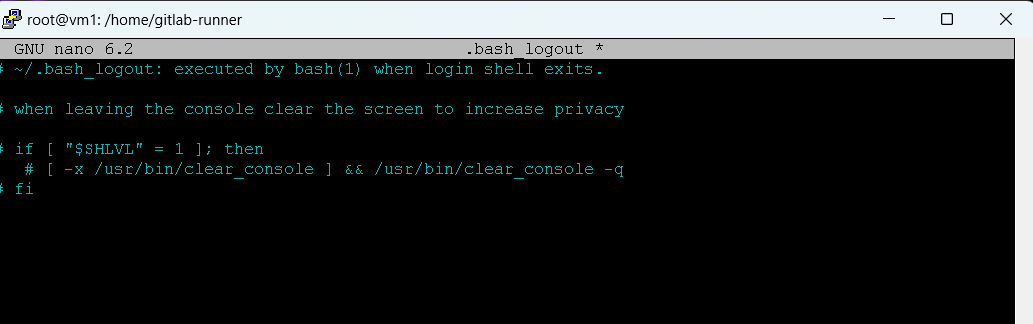 root@vm1: /home/gitlab-runner
GNU nano 6.2 .bash_logout *
# ~/.bash_logout: executed by bash(1) when login shell exits.
# when leaving the console clear the screen to increase privacy
# if [ "$SHLVL" = 1 ]; then
# [ -x /usr/bin/clear_console ] && /usr/bin/clear_console -q
# fi